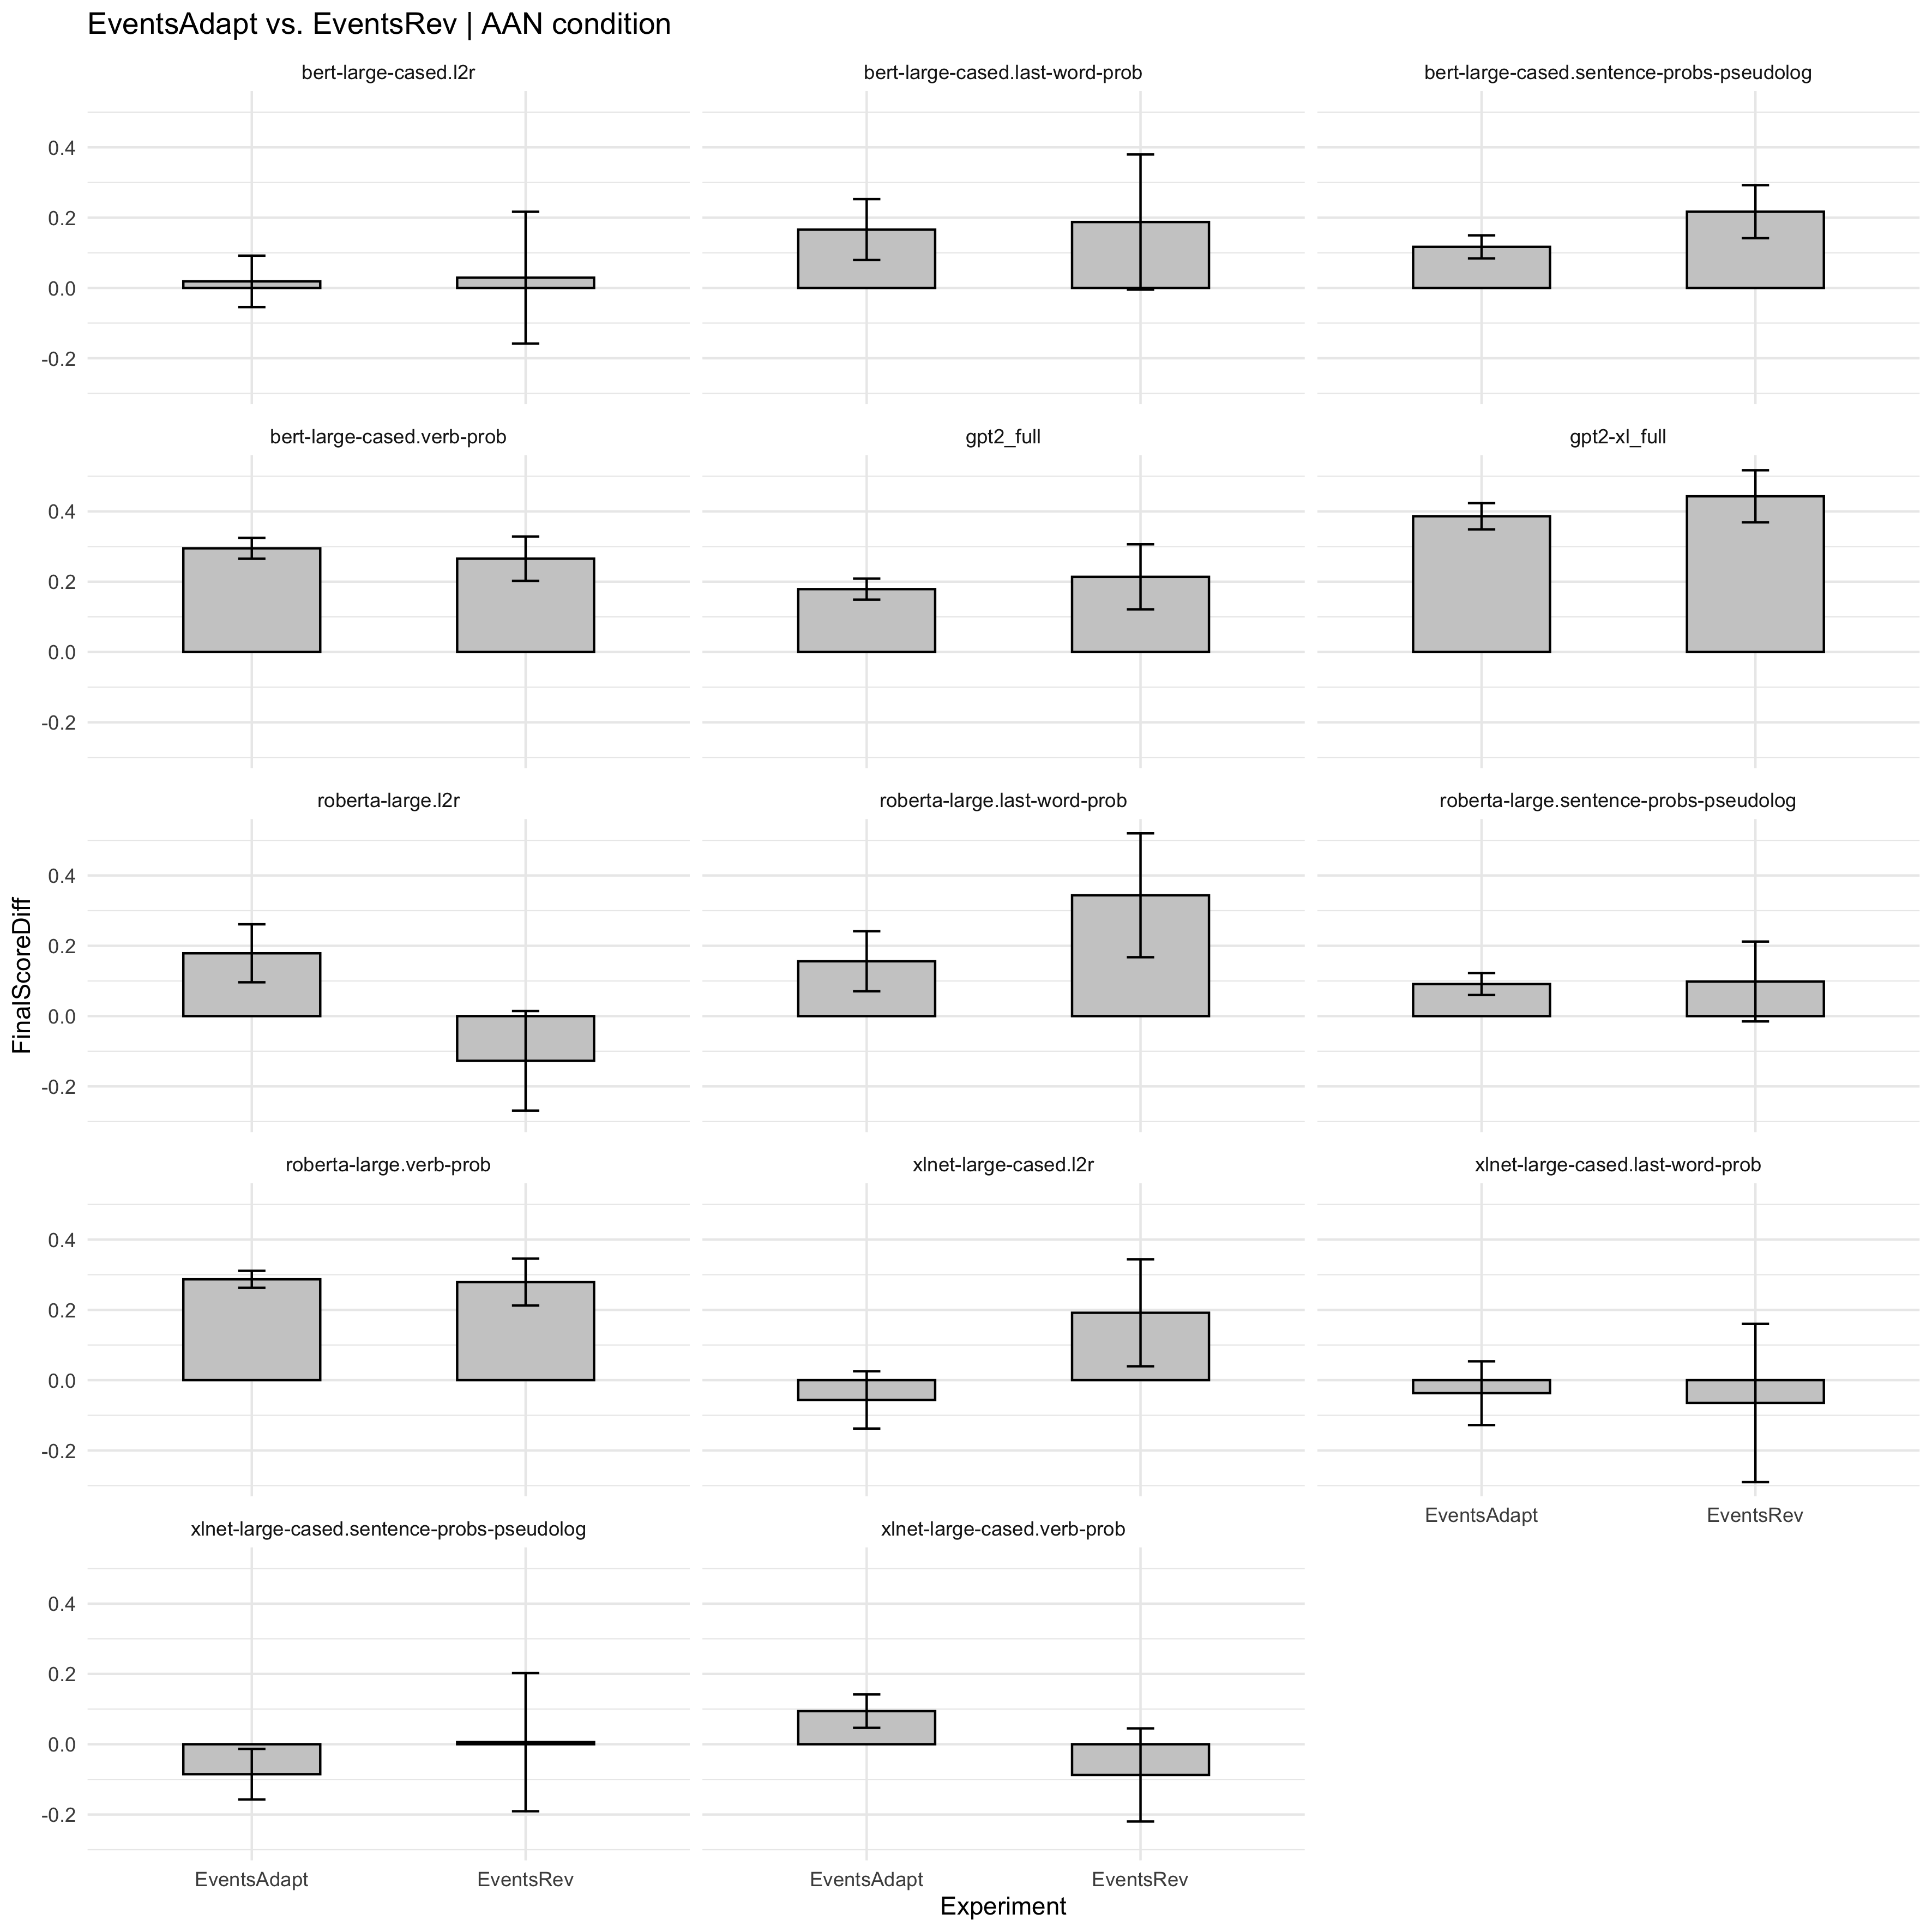 EventsAdapt vs. EventsRev | AAN condition
bert-large-cased.l2r
bert-large-cased.last-word-prob
bert-large-cased.sentence-probs-pseudolog
0.4
0.2
0.0
-0.2
bert-large-cased.verb-prob
gpt2_full
gpt2-xl_full
0.4
0.2
0.0
-0.2
roberta-large.l2r
roberta-large.last-word-prob
roberta-large.sentence-probs-pseudolog
0.4
0.2
0.0
-0.2
FinalScoreDiff
roberta-large.verb-prob
xlnet-large-cased.l2r
xlnet-large-cased.last-word-prob
0.4
0.2
0.0
-0.2
EventsAdapt
EventsRev
xlnet-large-cased.sentence-probs-pseudolog
xlnet-large-cased.verb-prob
0.4
0.2
0.0
-0.2
EventsAdapt
EventsRev
EventsAdapt
EventsRev
Experiment